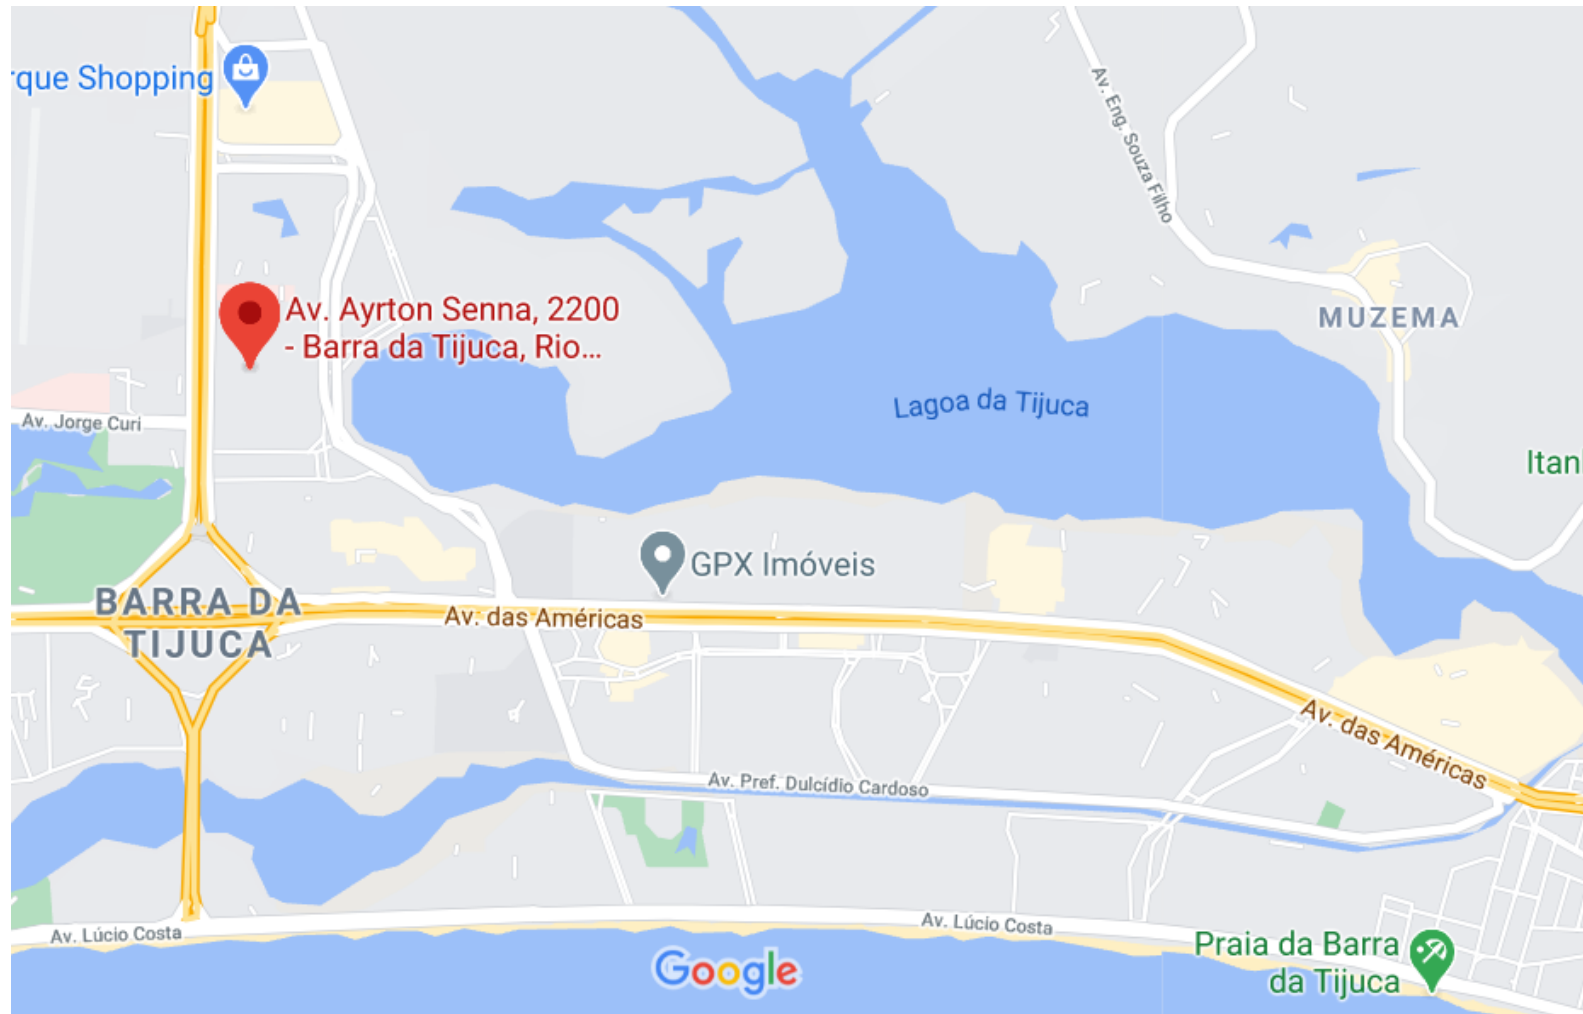 rque Shopping
Av. Eng. Souza Filho
Av. Ayrton Senna, 2200
- Barra da Tijuca, Rio...
MUZEMA
Lagoa da Tijuca
Av. Jorge Curi
Itan
GPX Imóveis
BARRA DA
TIJUCA
Av. das Américas
Av. das Américas
Av. Pref. Dulcídio Cardoso
Av. Lúcio Costa
Av. Lúcio Costa
Praia da Barra
da Tijuca
Google